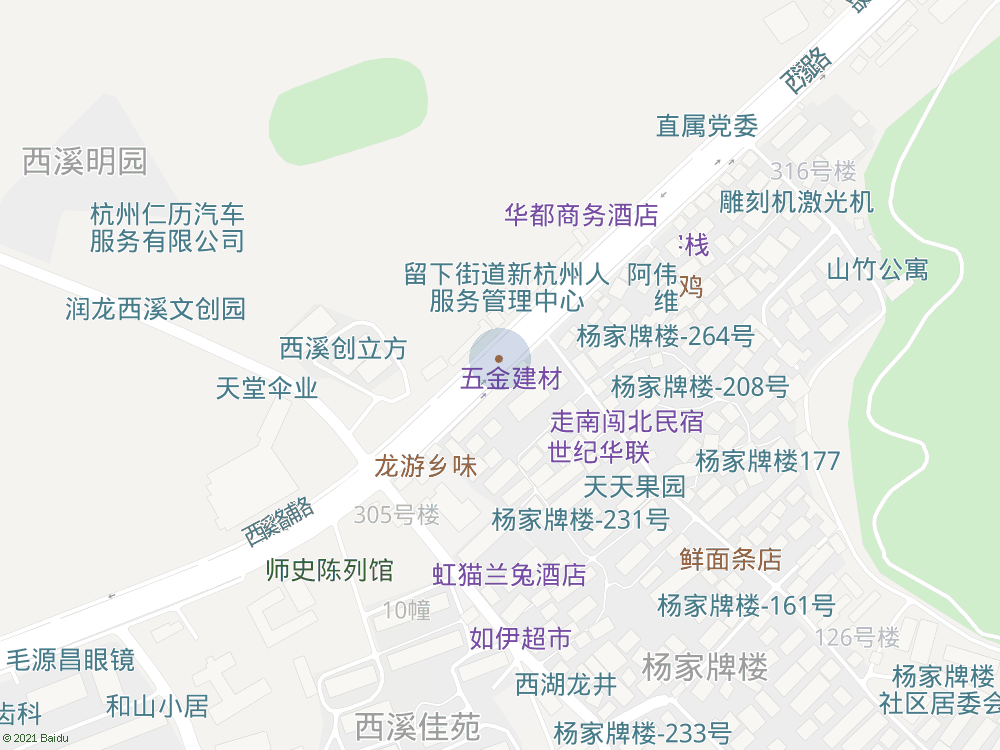 西溪路
直属党委
西溪明园
316号楼
雕刻机激光机
杭州仁历汽车
服务有限公司
华都商务酒店
栈
山竹公寓
留下街道新杭州人
服务管理中心
阿伟
维
鸡
润龙西溪文创园
杨家牌楼-264号
西溪创立方
五金建材
天堂伞业
杨家牌楼-208号
走南闯北民宿
世纪华联
龙游乡味
杨家牌楼177
天天果园
305号楼
杨家牌楼-231号
西溪路辅路
鲜面条店
师史陈列馆
虹猫兰兔酒店
10幢
杨家牌楼-161号
如伊超市
126号楼
毛源昌眼镜
杨家牌楼
西湖龙井
杨家牌楼
社区居委会
齿科
和山小居
西溪佳苑
杨家牌楼-233号
© 2021 Baidu